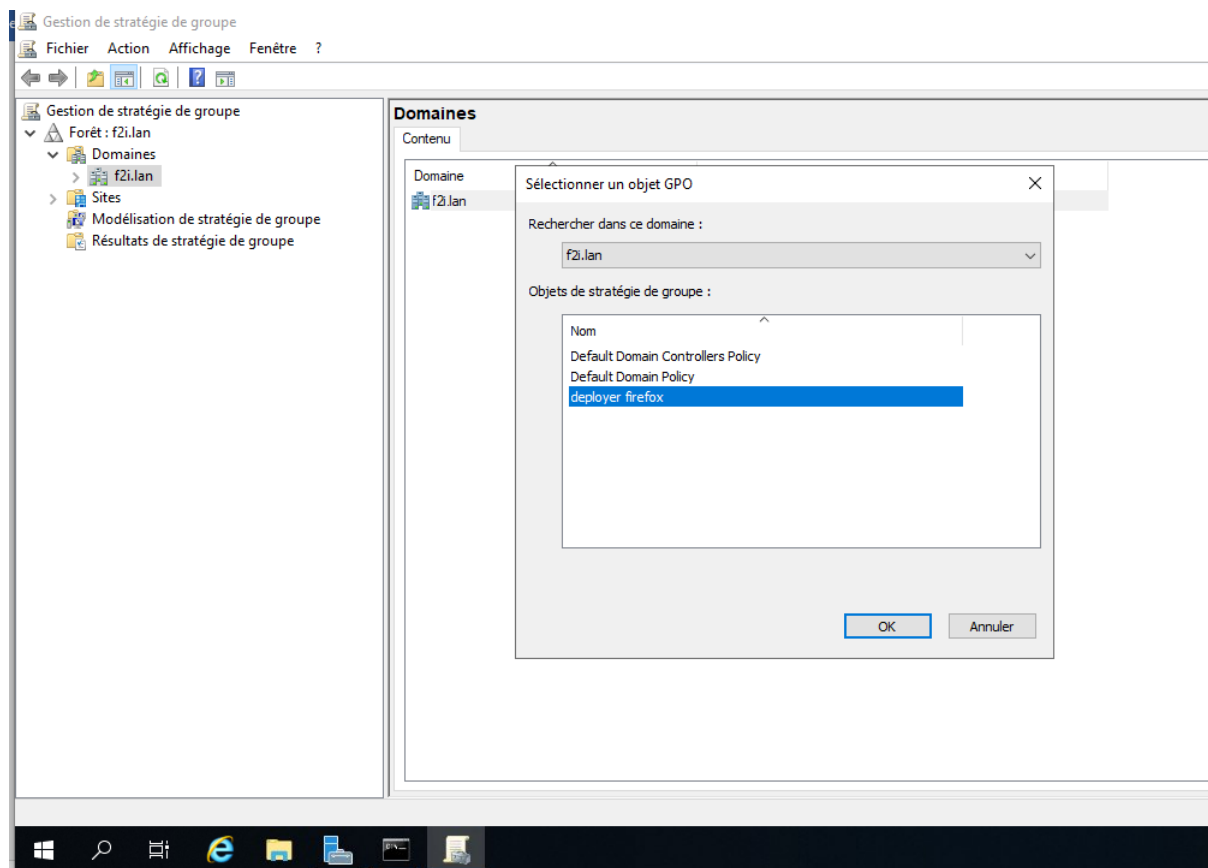 Gestion de stratégie de groupe
Fichier Action Affichage Fenêtre ?
Gestion de stratégie de groupe
Forêt : f2i.lan
Domaines
f2i.lan
Sites
Modélisation de stratégie de groupe
Résultats de stratégie de groupe
Domaines
Contenu
Domaine
f2i.lan
Sélectionner un objet GPO
Rechercher dans ce domaine :
f2i.lan
Objets de stratégie de groupe :
Nom
Default Domain Controllers Policy
Default Domain Policy
deployer firefox
OK Annuler